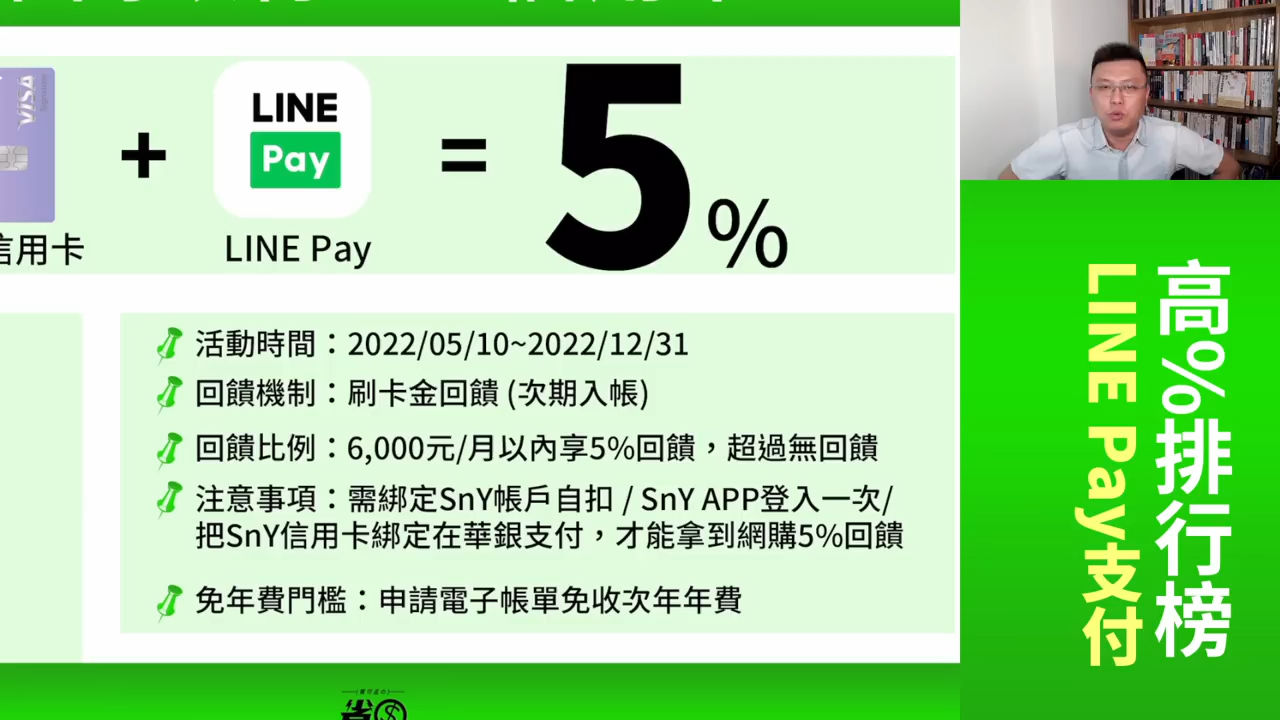 VISA
Signature
+
LINE
Pay
=
5%
信用卡
LINE Pay
活動時間：2022/05/10~2022/12/31
回饋機制：刷卡金回饋 (次期入帳)
回饋比例：6,000元/月以內享5%回饋，超過無回饋
注意事項：需綁定SnY帳戶自扣 / SnY APP登入一次/
把SnY信用卡綁定在華銀支付，才能拿到網購5%回饋
免年費門檻：申請電子帳單免收次年年費
高%排行榜
LINE Pay支付